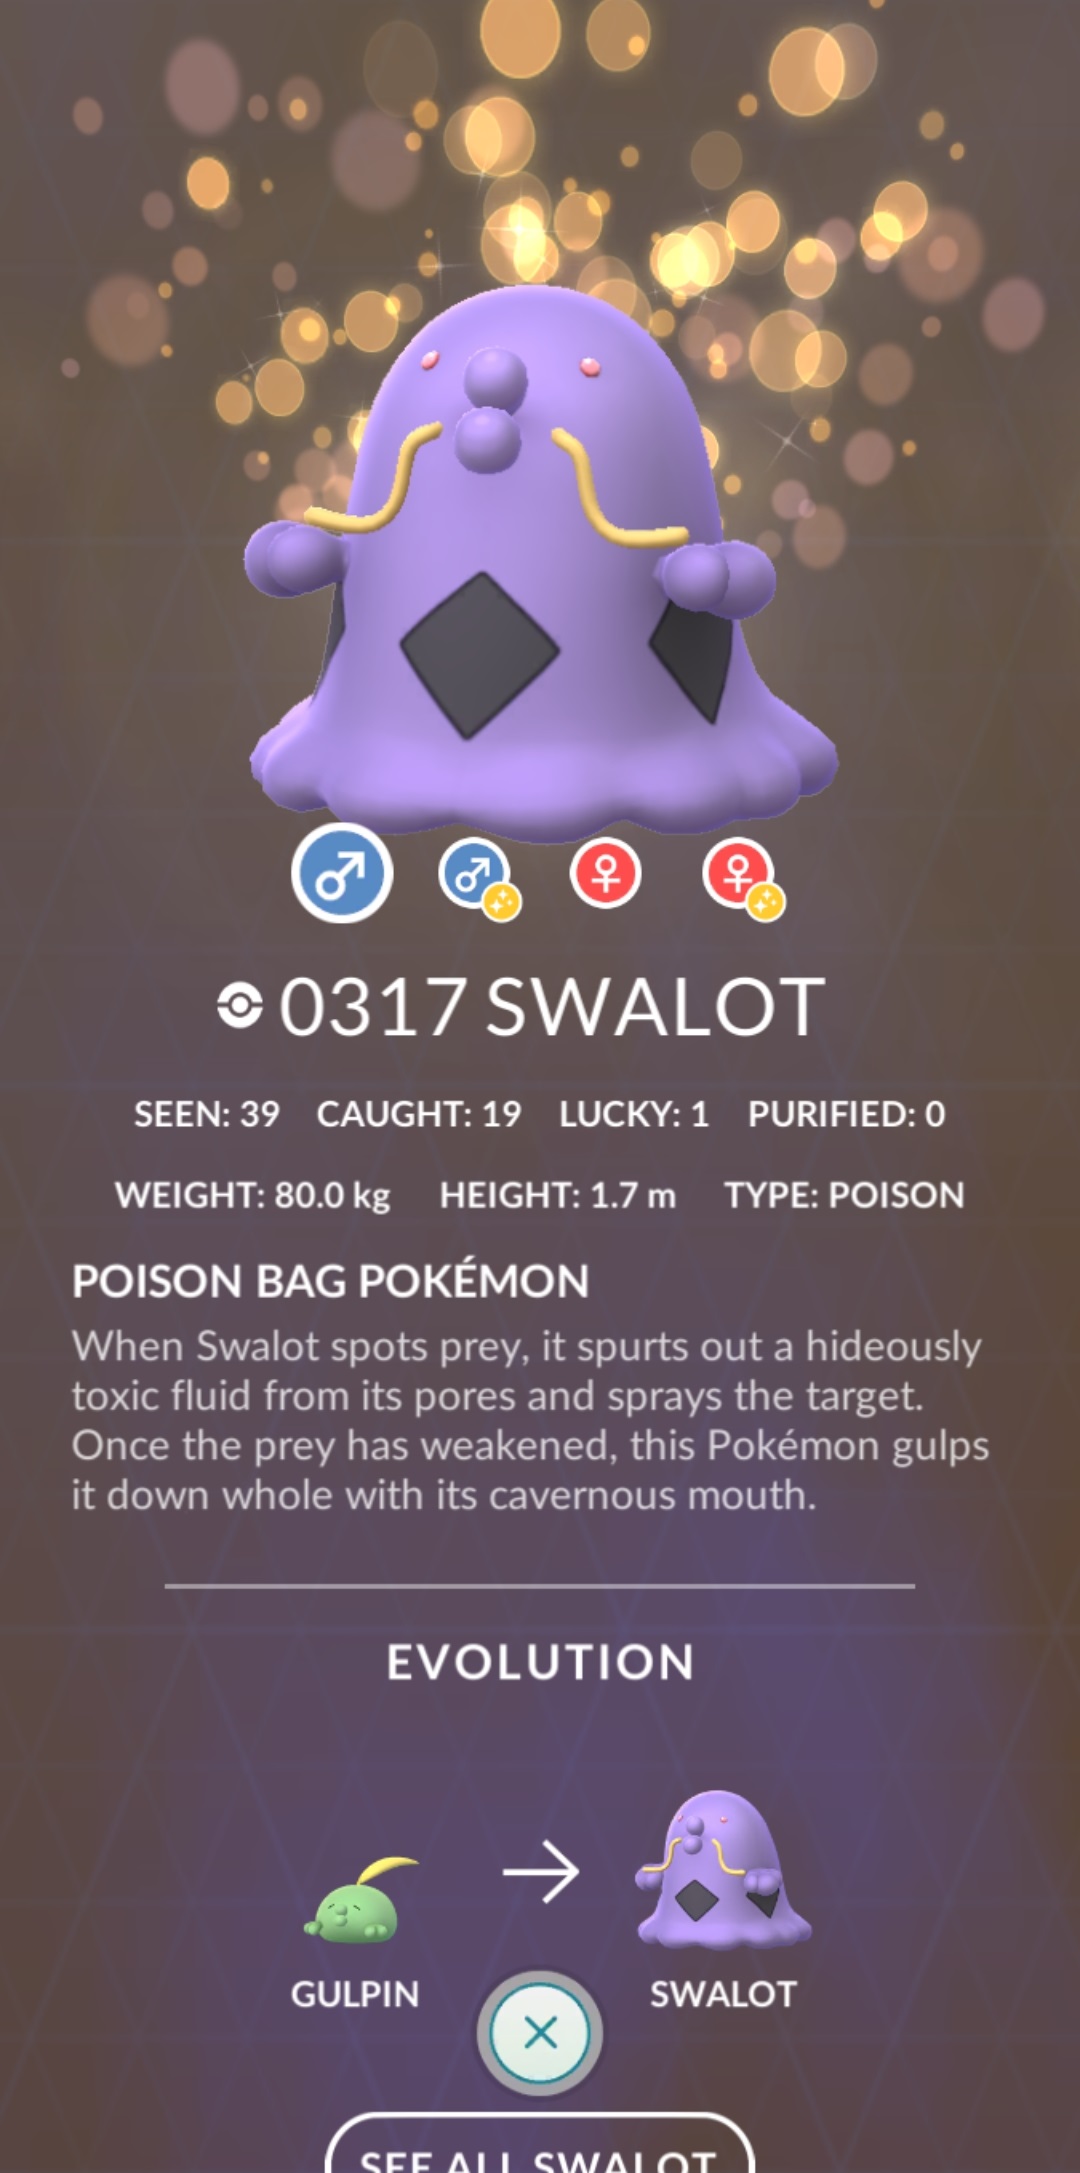 0317 SWALOT
SEEN: 39 CAUGHT: 19 LUCKY: 1 PURIFIED: 0
WEIGHT: 80.0 kg HEIGHT: 1.7 m TYPE: POISON
POISON BAG POKÉMON
When Swalot spots prey, it spurts out a hideously
toxic fluid from its pores and sprays the target.
Once the prey has weakened, this Pokémon gulps
it down whole with its cavernous mouth.
EVOLUTION
GULPIN SWALOT
SEE ALL SWALOT